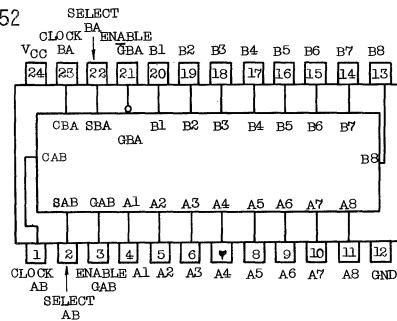 52
SELECT
CLOCK BA ENABLE
VCC BA GBA B1 B2 B3 B4 B5 B6 B7 B8
24 23 22 21 20 19 18 17 16 15 14 13
CBA SBA B1 B2 B3 B4 B5 B6 B7
GBA
CAB B8
SAB GAB A1 A2 A3 A4 A5 A6 A7 A8
1 2 3 4 5 6 8 9 10 11 12
CLOCK ENABLE A1 A2 A3 A4 A5 A6 A7 A8 GND
AB GAB
SELECT
AB